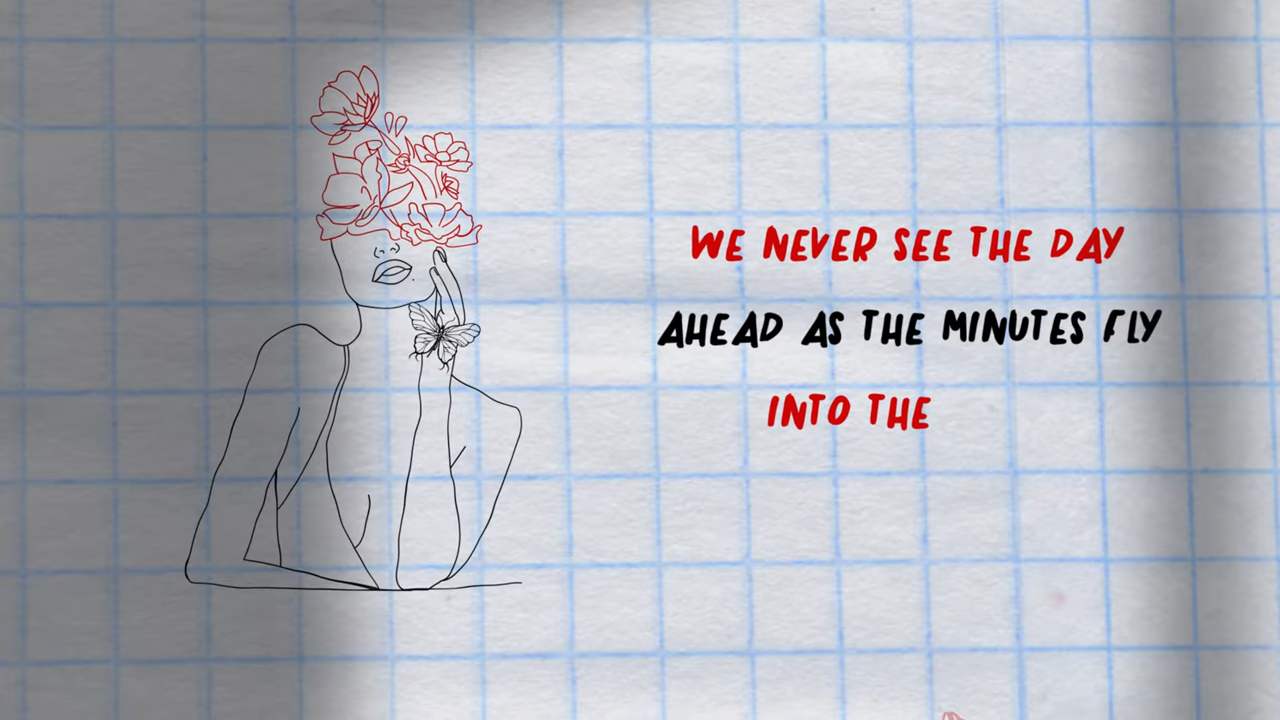 WE NEVER SEE THE DAY
AHEAD AS THE MINUTES FLY
INTO THE